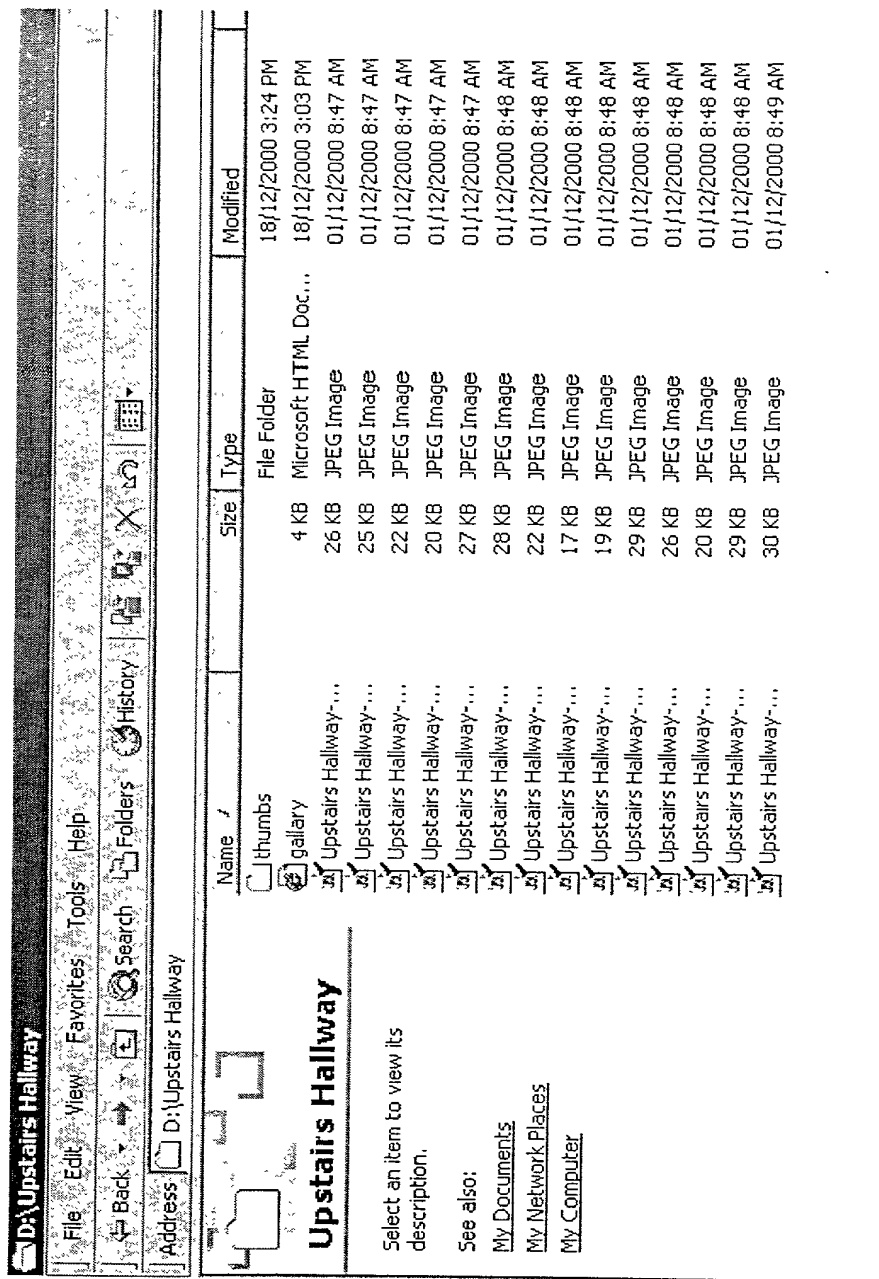 D:\Upstairs Hallway
File Edit View Favorites Tools Help
Back Search Folders History
Address D:\Upstairs Hallway
Upstairs Hallway
Select an item to view its
description.
See also:
My Documents
My Network Places
My Computer
Name Size Type Modified
thumbs File Folder 18/12/2000 3:24 PM
gallary 4 KB Microsoft HTML Doc... 18/12/2000 3:03 PM
Upstairs Hallway-... 26 KB JPEG Image 01/12/2000 8:47 AM
Upstairs Hallway-... 25 KB JPEG Image 01/12/2000 8:47 AM
Upstairs Hallway-... 22 KB JPEG Image 01/12/2000 8:47 AM
Upstairs Hallway-... 20 KB JPEG Image 01/12/2000 8:47 AM
Upstairs Hallway-... 27 KB JPEG Image 01/12/2000 8:47 AM
Upstairs Hallway-... 28 KB JPEG Image 01/12/2000 8:48 AM
Upstairs Hallway-... 22 KB JPEG Image 01/12/2000 8:48 AM
Upstairs Hallway-... 17 KB JPEG Image 01/12/2000 8:48 AM
Upstairs Hallway-... 19 KB JPEG Image 01/12/2000 8:48 AM
Upstairs Hallway-... 29 KB JPEG Image 01/12/2000 8:48 AM
Upstairs Hallway-... 26 KB JPEG Image 01/12/2000 8:48 AM
Upstairs Hallway-... 20 KB JPEG Image 01/12/2000 8:48 AM
Upstairs Hallway-... 29 KB JPEG Image 01/12/2000 8:48 AM
Upstairs Hallway-... 30 KB JPEG Image 01/12/2000 8:49 AM